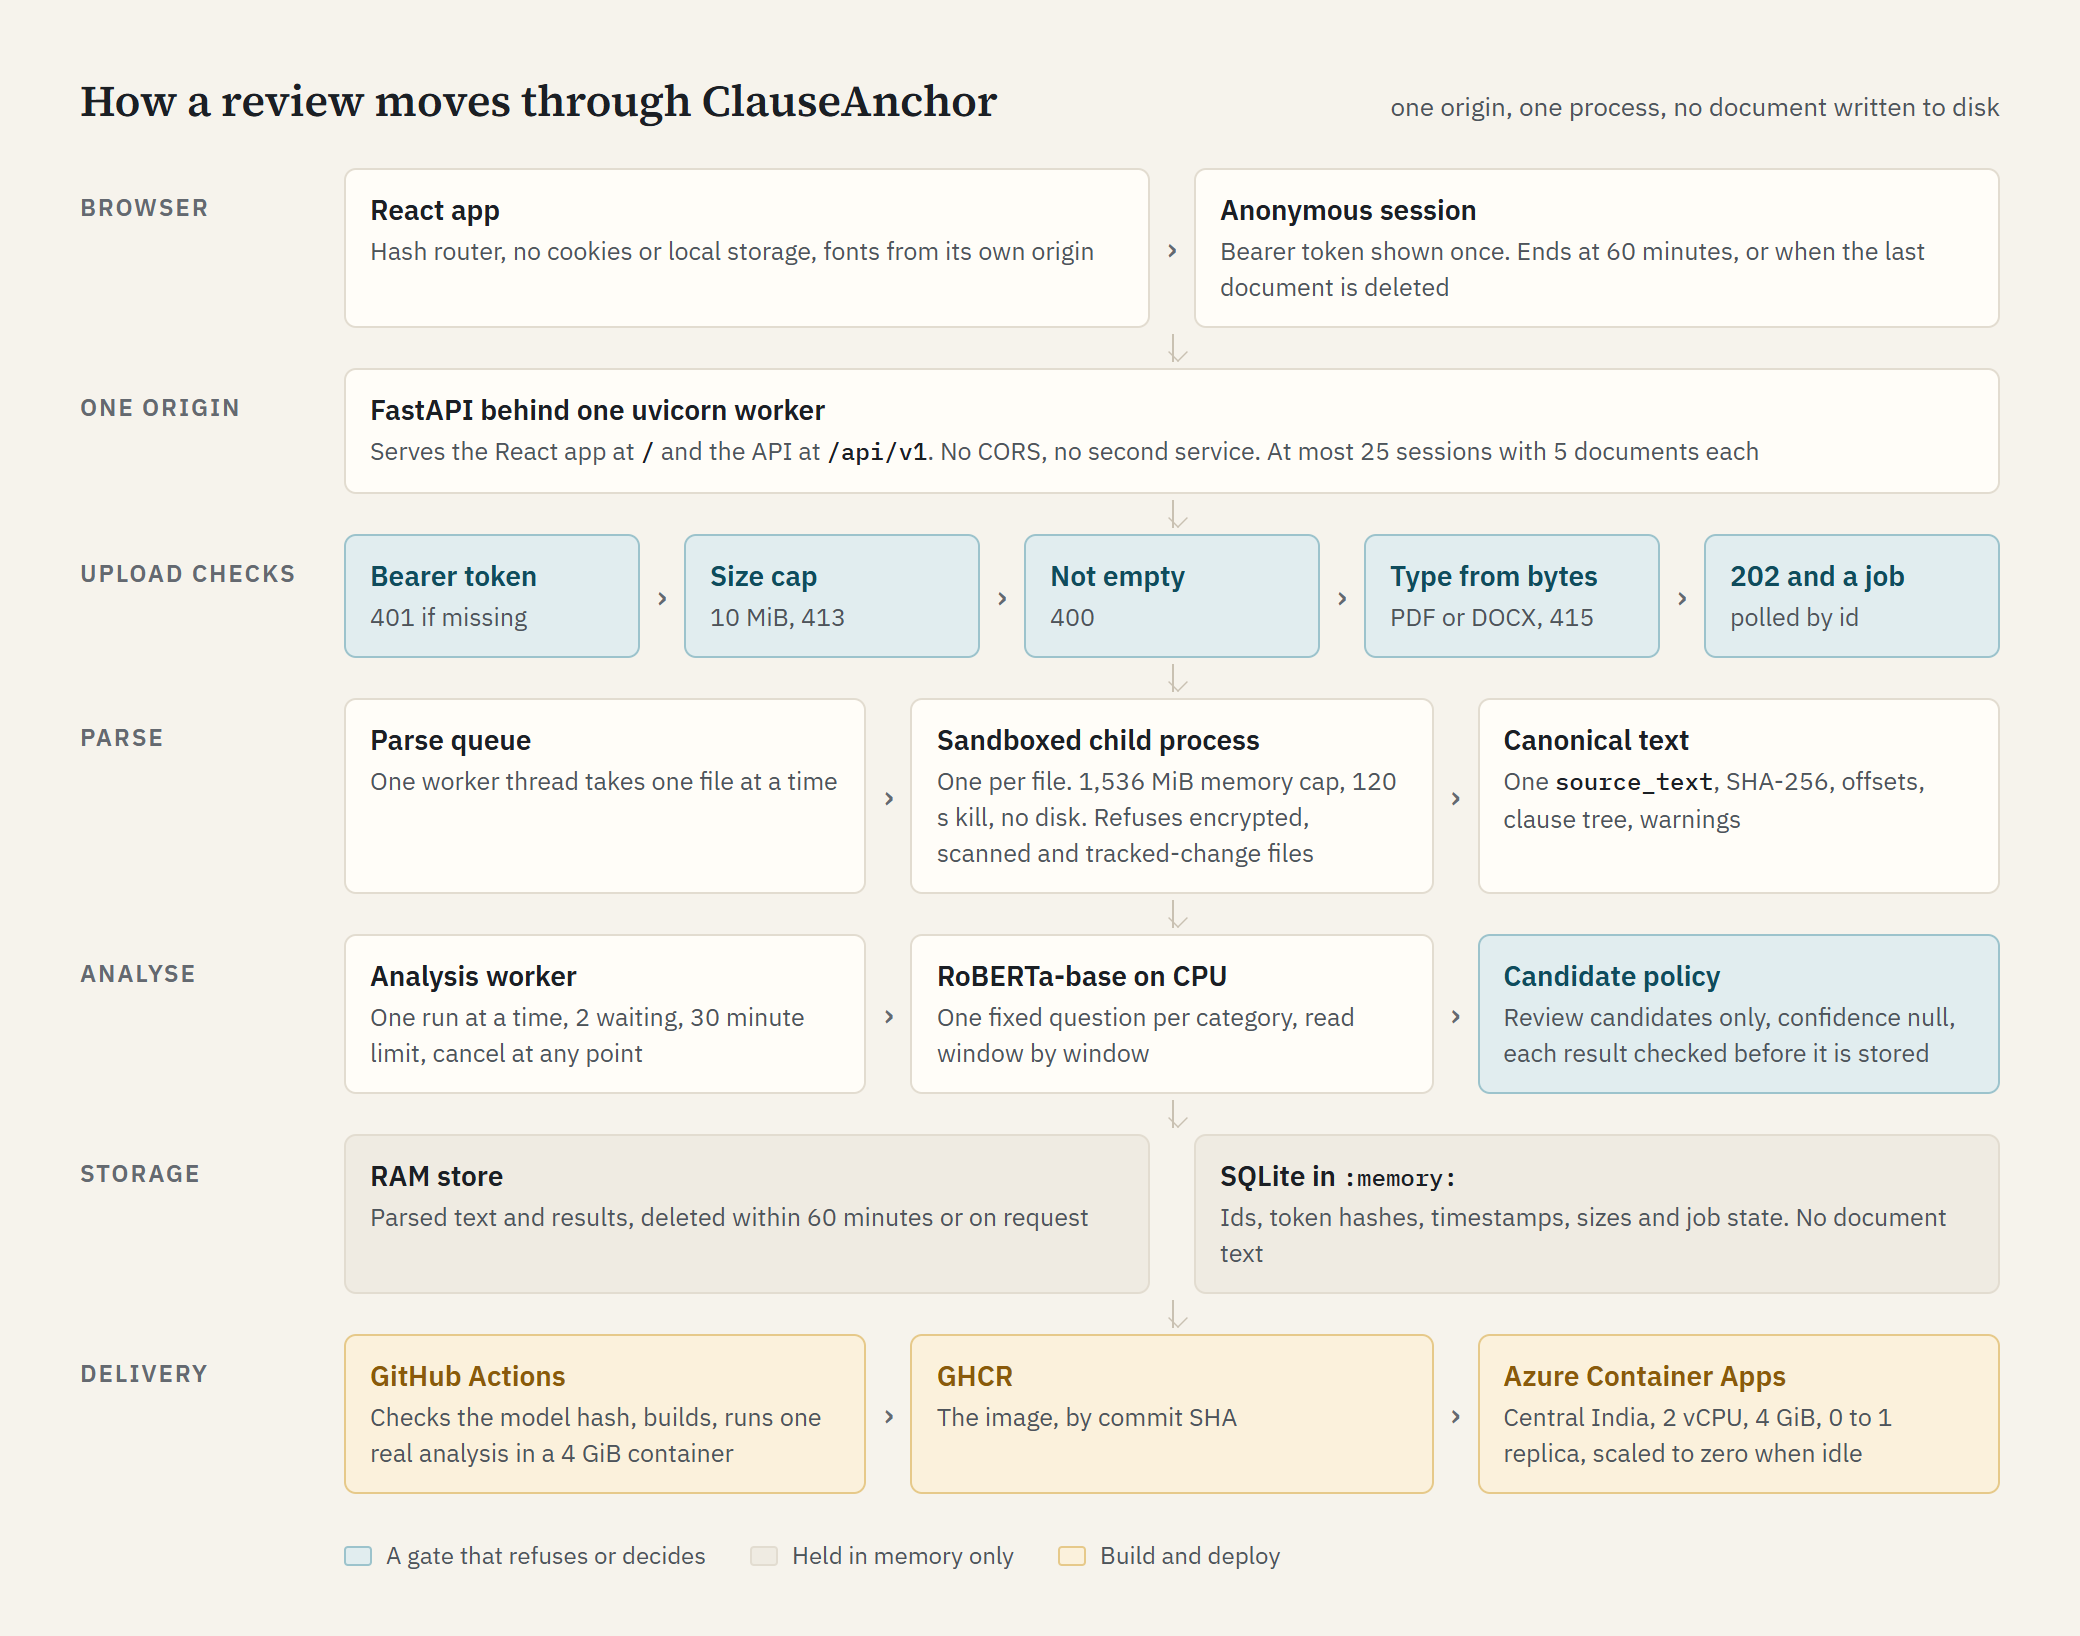 How a review moves through ClauseAnchor
one origin, one process, no document written to disk
BROWSER
React app
Hash router, no cookies or local storage, fonts from its own origin
›
Anonymous session
Bearer token shown once. Ends at 60 minutes, or when the last
document is deleted
ONE ORIGIN
FastAPI behind one uvicorn worker
Serves the React app at / and the API at /api/v1. No CORS, no second service. At most 25 sessions with 5 documents each
UPLOAD CHECKS
Bearer token
401 if missing
›
Size cap
10 MiB, 413
›
Not empty
400
›
Type from bytes
PDF or DOCX, 415
›
202 and a job
polled by id
PARSE
Parse queue
One worker thread takes one file at a time
›
Sandboxed child process
One per file. 1,536 MiB memory cap, 120
s kill, no disk. Refuses encrypted,
scanned and tracked-change files
›
Canonical text
One source_text, SHA-256, offsets,
clause tree, warnings
ANALYSE
Analysis worker
One run at a time, 2 waiting, 30 minute
limit, cancel at any point
›
RoBERTa-base on CPU
One fixed question per category, read
window by window
›
Candidate policy
Review candidates only, confidence null,
each result checked before it is stored
STORAGE
RAM store
Parsed text and results, deleted within 60 minutes or on request
SQLite in :memory:
Ids, token hashes, timestamps, sizes and job state. No document
text
DELIVERY
GitHub Actions
Checks the model hash, builds, runs one
real analysis in a 4 GiB container
›
GHCR
The image, by commit SHA
›
Azure Container Apps
Central India, 2 vCPU, 4 GiB, 0 to 1
replica, scaled to zero when idle
A gate that refuses or decides
Held in memory only
Build and deploy